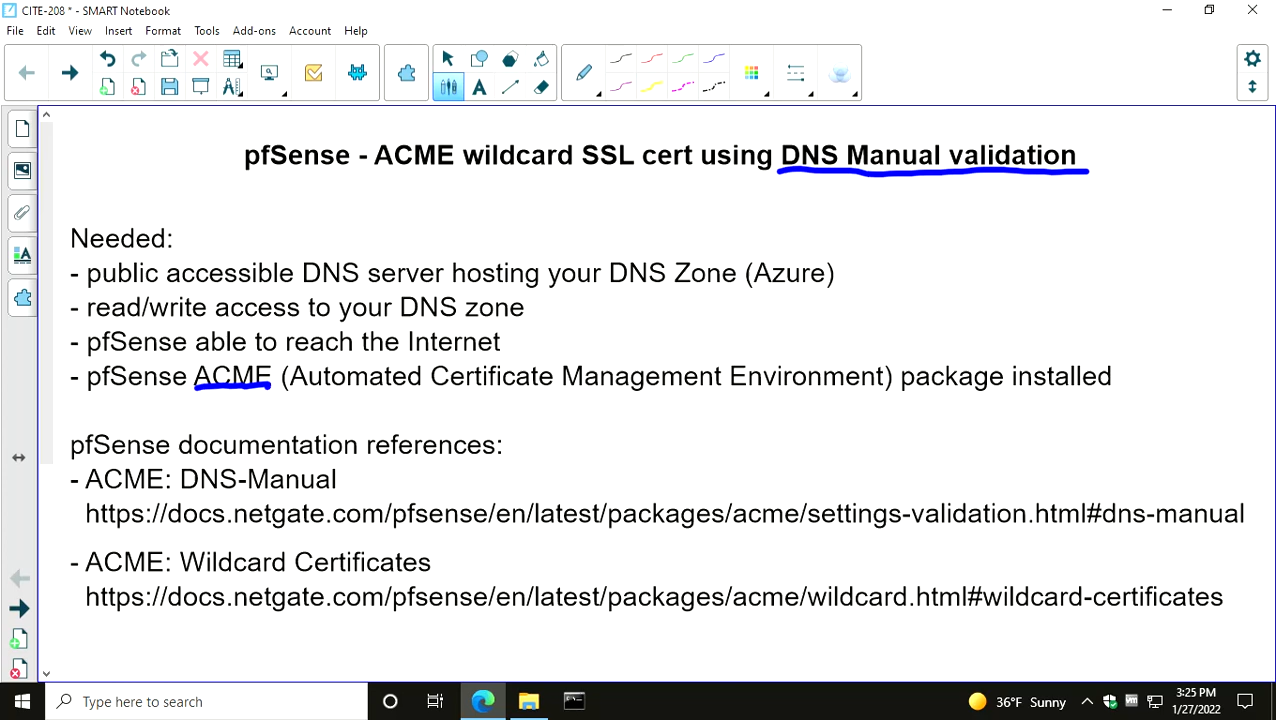 CITE-208 * - SMART Notebook
File Edit View Insert Format Tools Add-ons Account Help
pfSense - ACME wildcard SSL cert using DNS Manual validation
Needed:
- public accessible DNS server hosting your DNS Zone (Azure)
- read/write access to your DNS zone
- pfSense able to reach the Internet
- pfSense ACME (Automated Certificate Management Environment) package installed
pfSense documentation references:
- ACME: DNS-Manual
https://docs.netgate.com/pfsense/en/latest/packages/acme/settings-validation.html#dns-manual
- ACME: Wildcard Certificates
https://docs.netgate.com/pfsense/en/latest/packages/acme/wildcard.html#wildcard-certificates
Type here to search
36°F Sunny
3:25 PM
1/27/2022